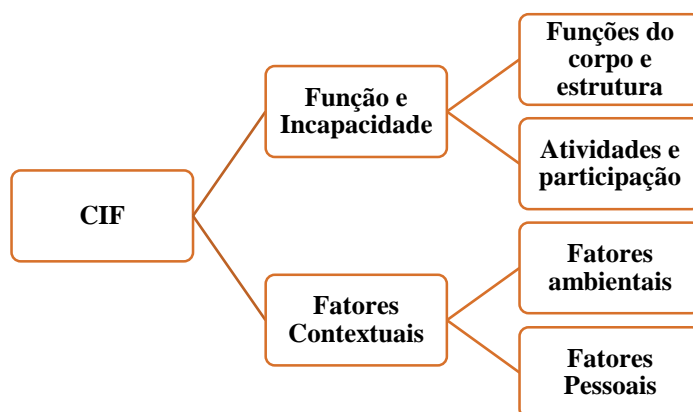 CIF
Função e
Incapacidade
Funções do
corpo e
estrutura
Atividades e
participação
Fatores
Contextuais
Fatores
ambientais
Fatores
Pessoais